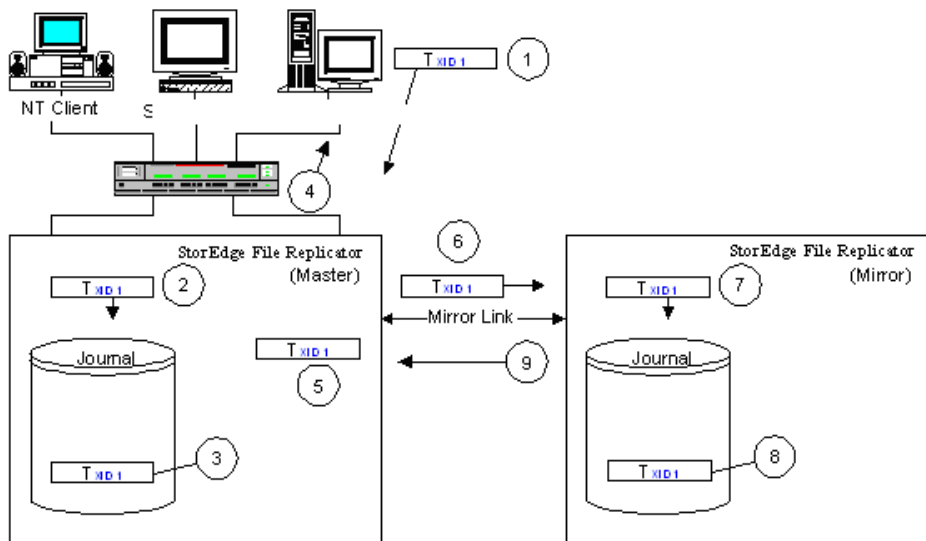 T XID 1
1
NT Client
S
4
StorEdge File Replicator
(Master)
6
StorEdge File Replicator
(Mirror)
T XID 1
2
T XID 1
T XID 1
7
Mirror Link
Journal
T XID 1
5
9
Journal
T XID 1
3
T XID 1
8